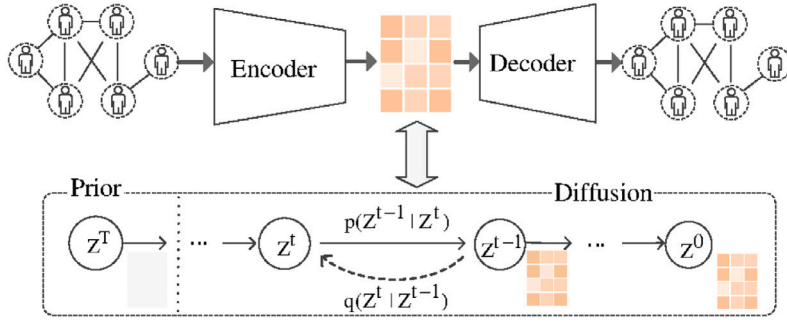 Encoder
Decoder
Prior
Diffusion
Z^T
...
Z^t
p(Z^{t-1} | Z^t)
q(Z^t | Z^{t-1})
Z^{t-1}
...
Z^0